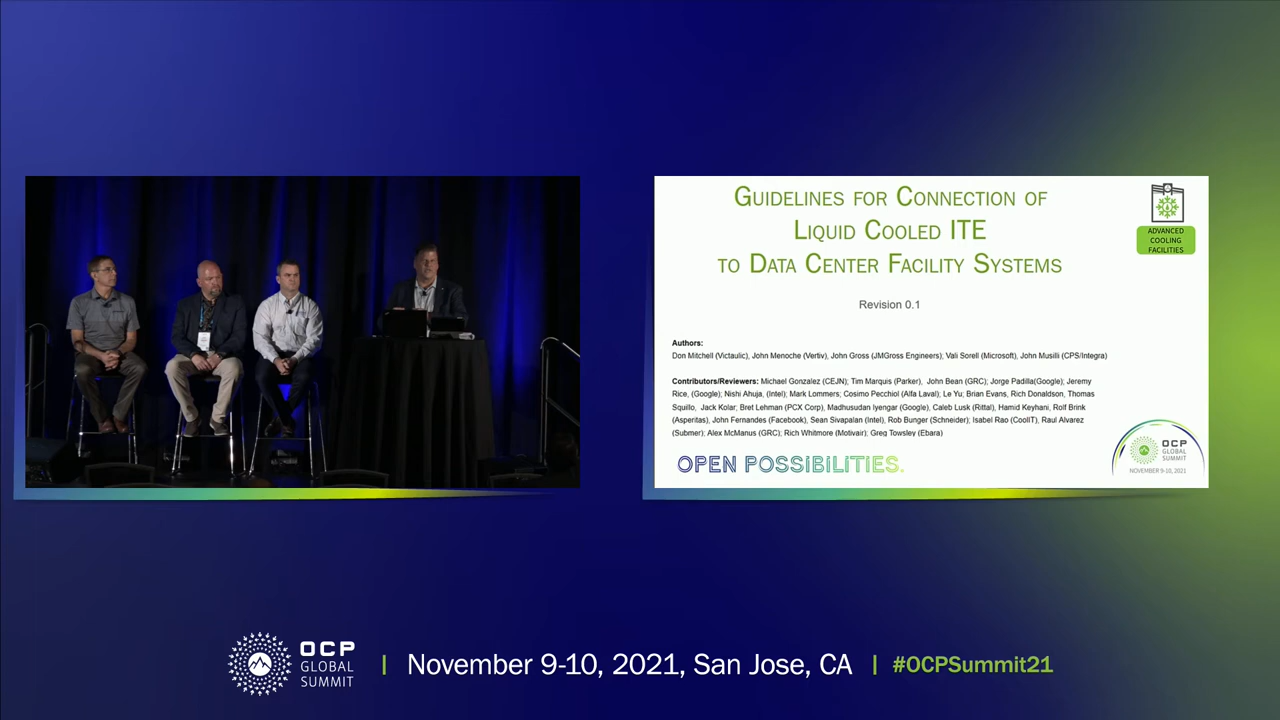 GUIDELINES FOR CONNECTION OF
LIQUID COOLED ITE
TO DATA CENTER FACILITY SYSTEMS
ADVANCED
COOLING
FACILITIES
Revision 0.1
Authors:
Don Mitchell (Victaulic), John Menoche (Vertiv), John Gross (JMGross Engineers); Vali Sorell (Microsoft), John Musilli (CPS/Integra)
Contributors/Reviewers: Michael Gonzalez (CEJN); Tim Marquis (Parker), John Bean (GRC); Jorge Padilla(Google); Jeremy
Rice, (Google); Nishi Ahuja, (Intel); Mark Lommers; Cosimo Pecchiol (Alfa Laval); Le Yu; Brian Evans, Rich Donaldson, Thomas
Squillo, Jack Kolar; Bret Lehman (PCX Corp), Madhusudan Iyengar (Google), Caleb Lusk (Rittal), Hamid Keyhani, Rolf Brink
(Asperitas), John Fernandes (Facebook), Sean Sivapalan (Intel), Rob Bunger (Schneider); Isabel Rao (CoolIT), Raul Alvarez
(Submer); Alex McManus (GRC); Rich Whitmore (Motivair); Greg Towsley (Ebara)
OPEN POSSIBILITIES.
OCP
GLOBAL
SUMMIT
NOVEMBER 9-10, 2021
OCP
GLOBAL
SUMMIT
| November 9-10, 2021, San Jose, CA | #OCPSummit21